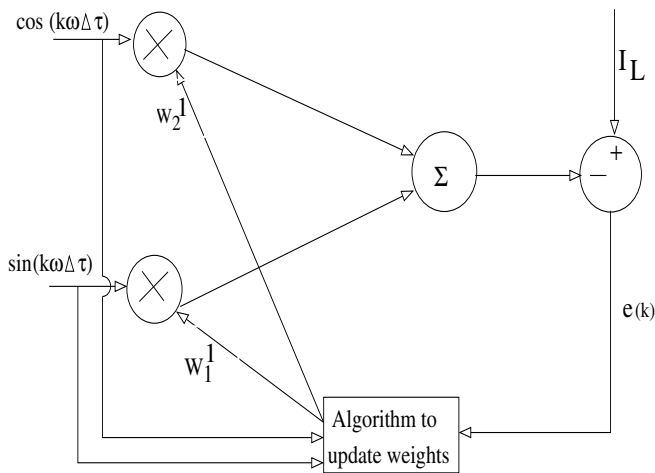 cos (kωΔτ)
I_L
w_2^1
+
−
Σ
sin(kωΔτ)
e(k)
W_1^1
Algorithm to
update weights